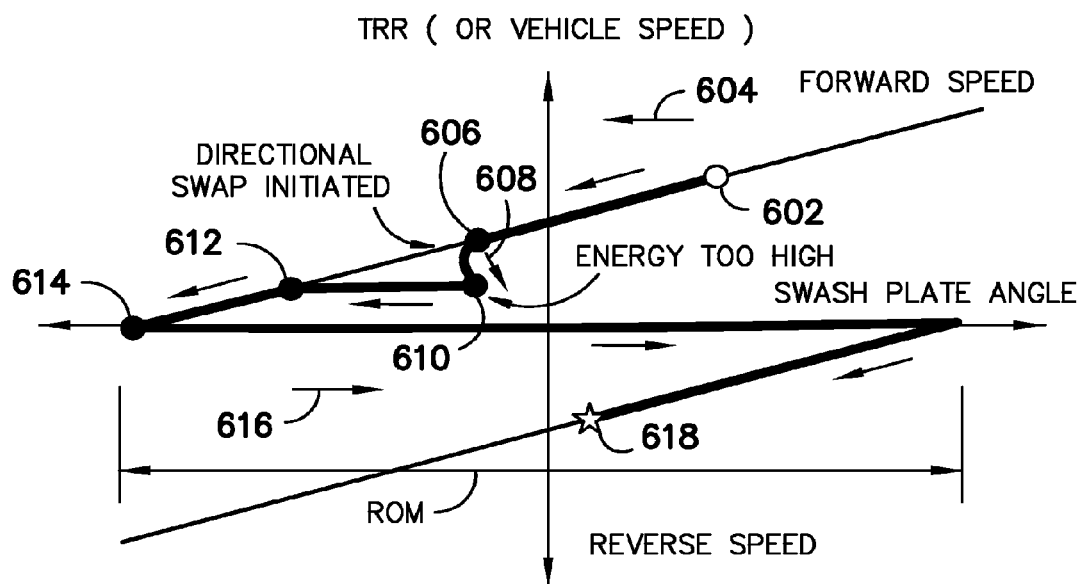 TRR ( OR VEHICLE SPEED )
604
FORWARD SPEED
606
DIRECTIONAL
SWAP INITIATED
608
602
612
ENERGY TOO HIGH
614
SWASH PLATE ANGLE
610
616
618
ROM
REVERSE SPEED